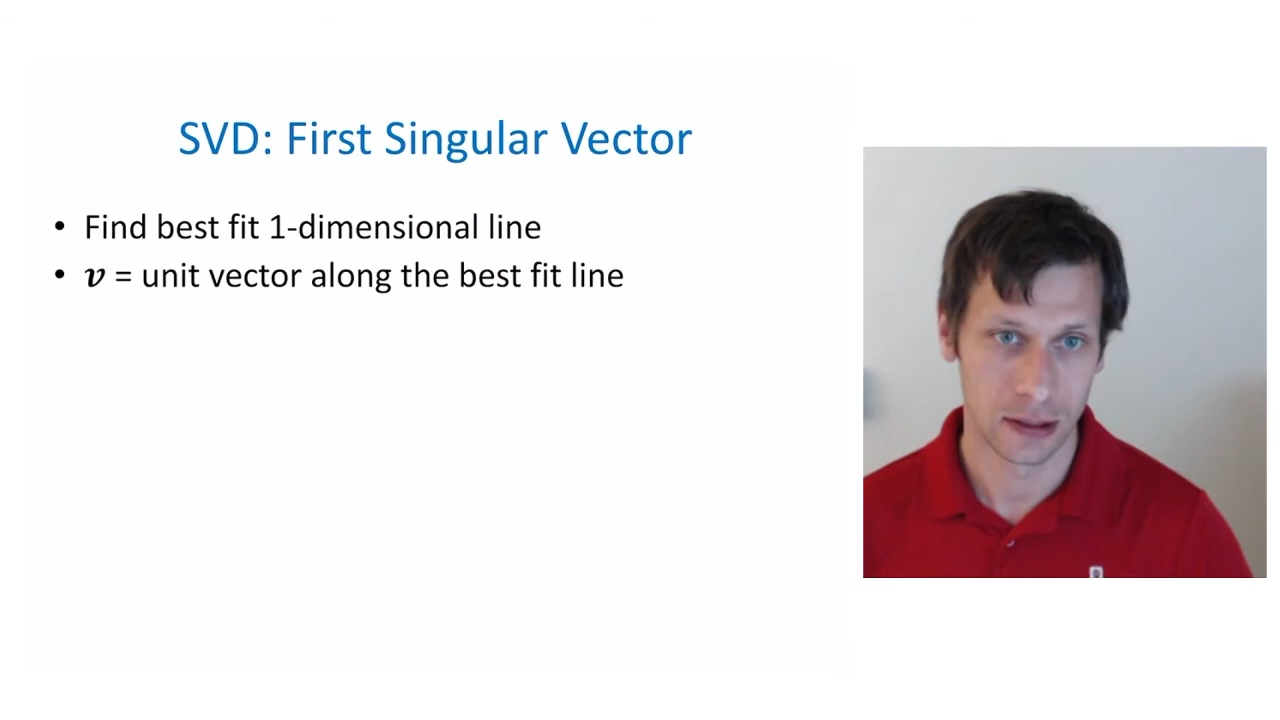 SVD: First Singular Vector
• Find best fit 1-dimensional line
• 𝒗 = unit vector along the best fit line